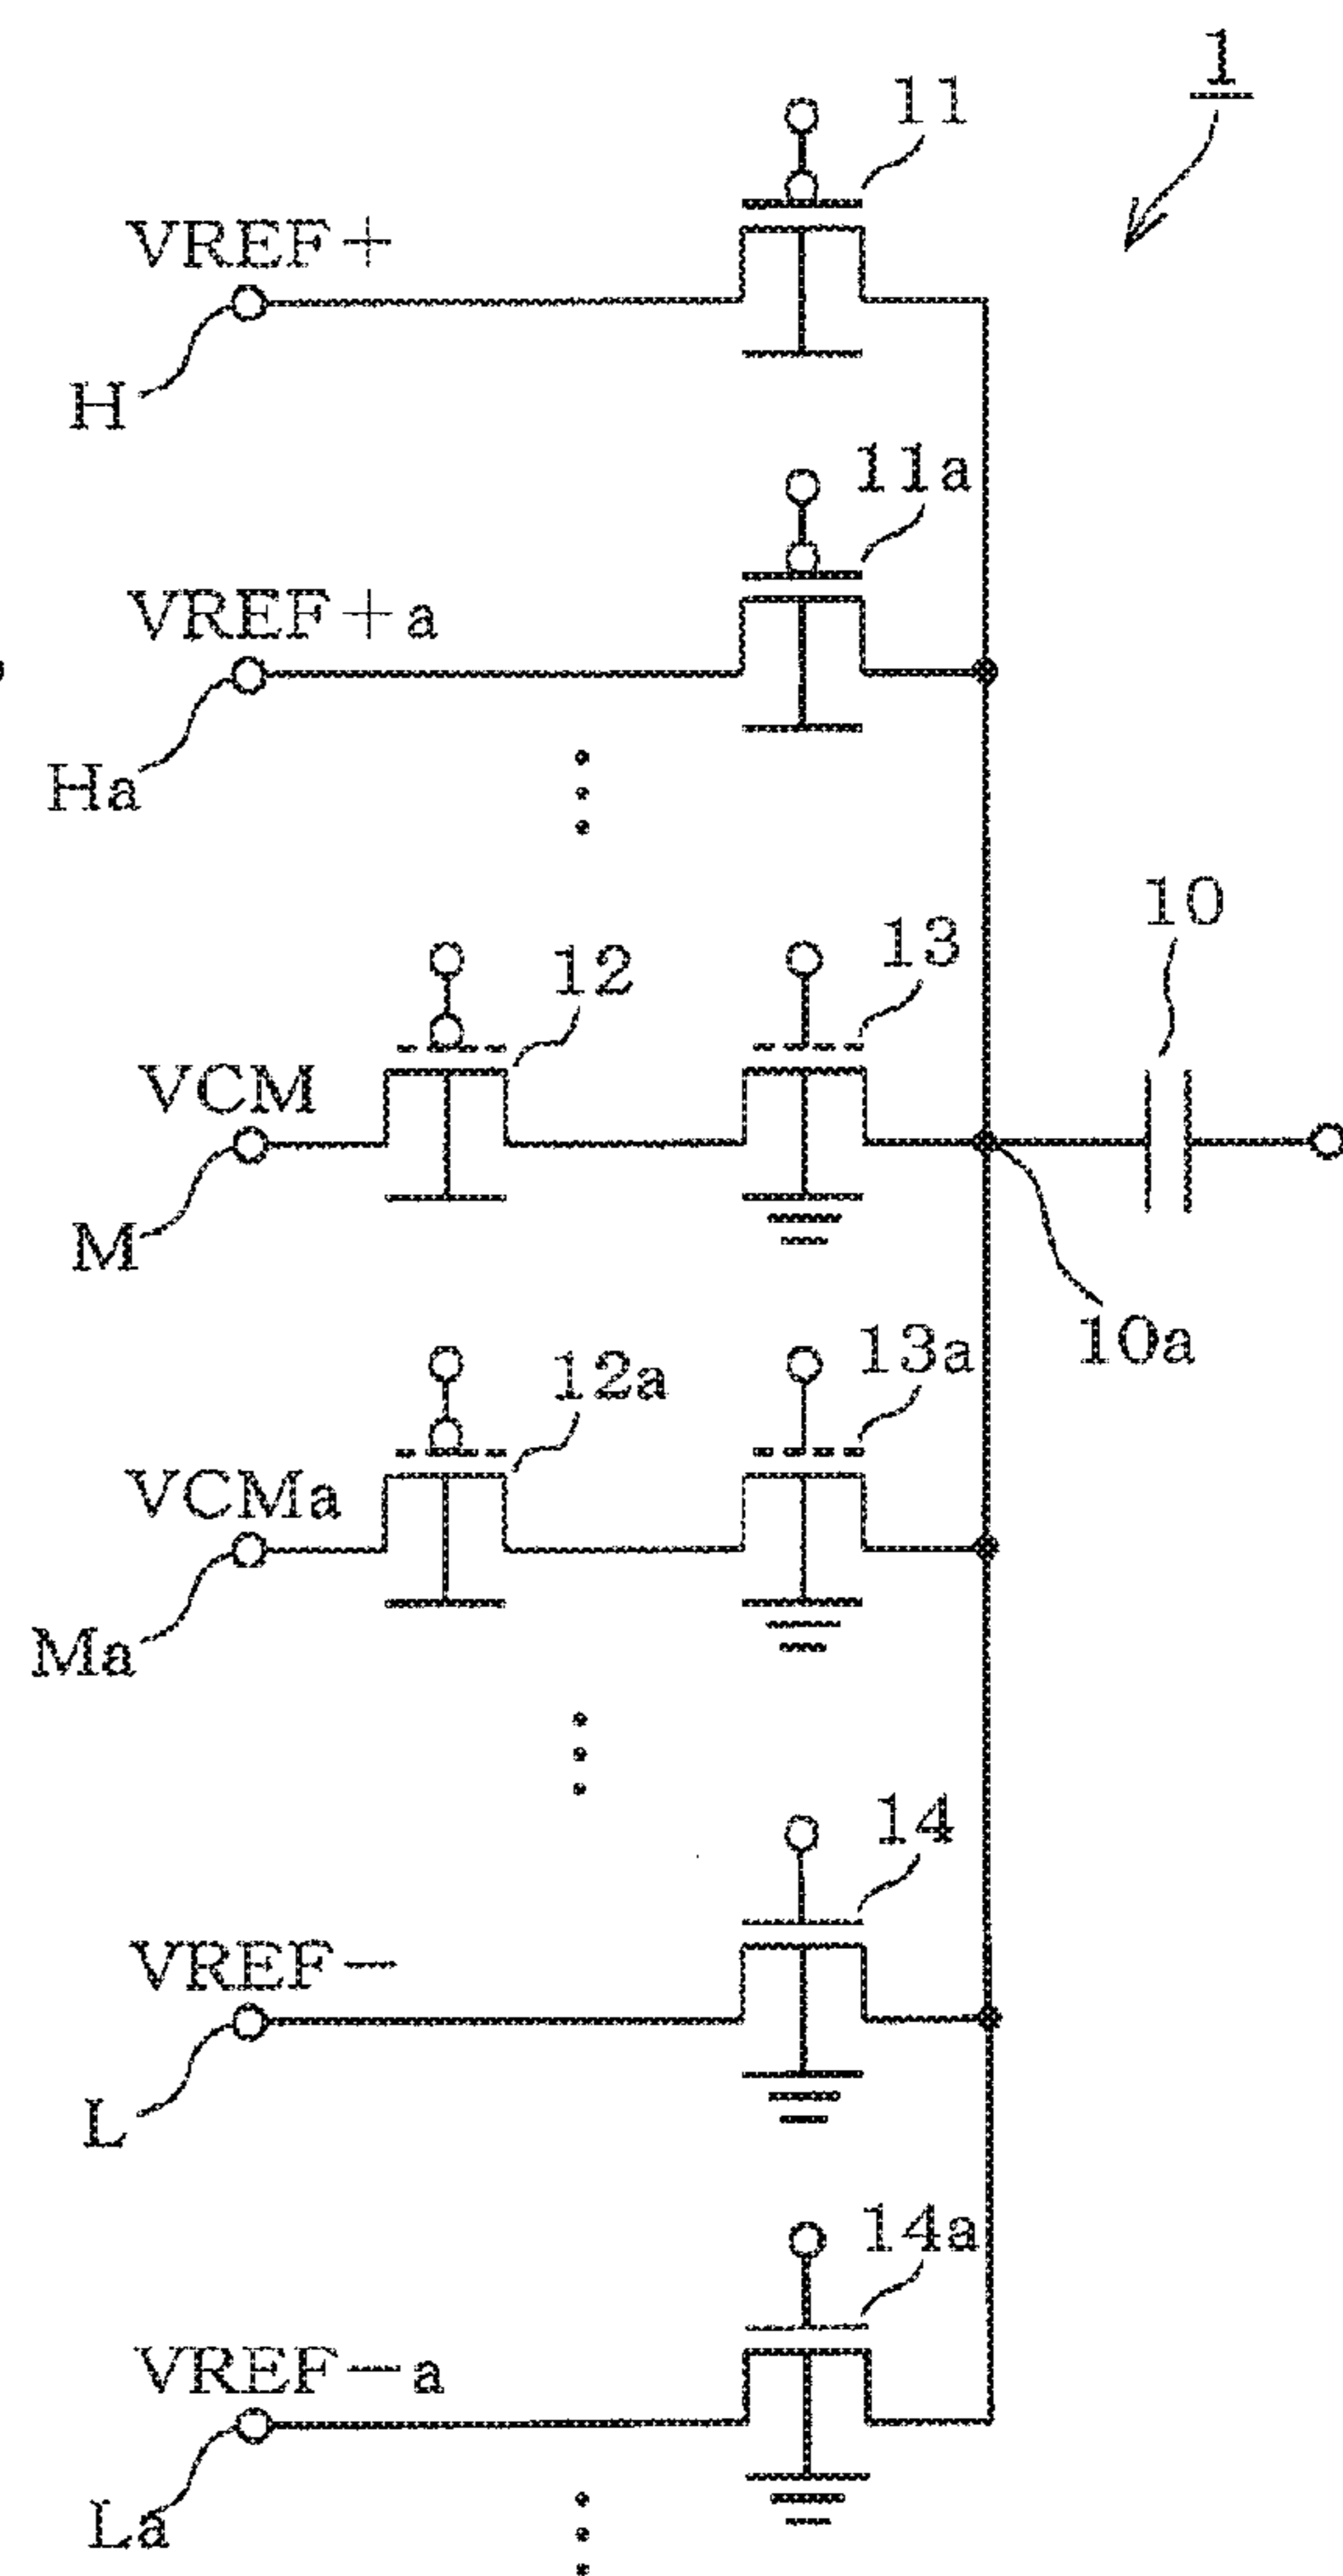 1
11
VREF+
H
11a
VREF+a
Ha
10
12
13
VCM
M
10a
12a
13a
VCMa
Ma
14
VREF−
L
14a
VREF−a
La